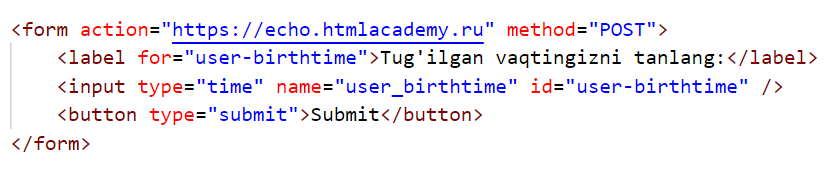 <form action="https://echo.htmlacademy.ru" method="POST">
<label for="user-birthtime">Tug'ilgan vaqtingizni tanlang:</label>
<input type="time" name="user_birthtime" id="user-birthtime" />
<button type="submit">Submit</button>
</form>